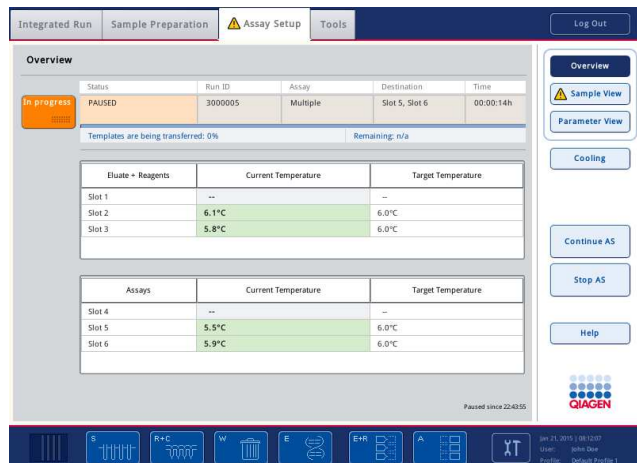 Integrated Run Sample Preparation Assay Setup Tools Log Out
Overview
Status Run ID Assay Destination Time
In progress PAUSED 3000005 Multiple Slot 5, Slot 6 00:00:14h
Templates are being transferred: 0% Remaining: n/a
Eluate + Reagents Current Temperature Target Temperature
Slot 1 -- --
Slot 2 6.1°C 6.0°C
Slot 3 5.8°C 6.0°C
Assays Current Temperature Target Temperature
Slot 4 -- --
Slot 5 5.5°C 6.0°C
Slot 6 5.9°C 6.0°C
Paused since 22:43:55
Overview
Sample View
Parameter View
Cooling
Continue AS
Stop AS
Help
QIAGEN
S R+C W E E+R A
Jan 21, 2015 | 08:12:07
User: John Doe
Profile: Default Profile 1